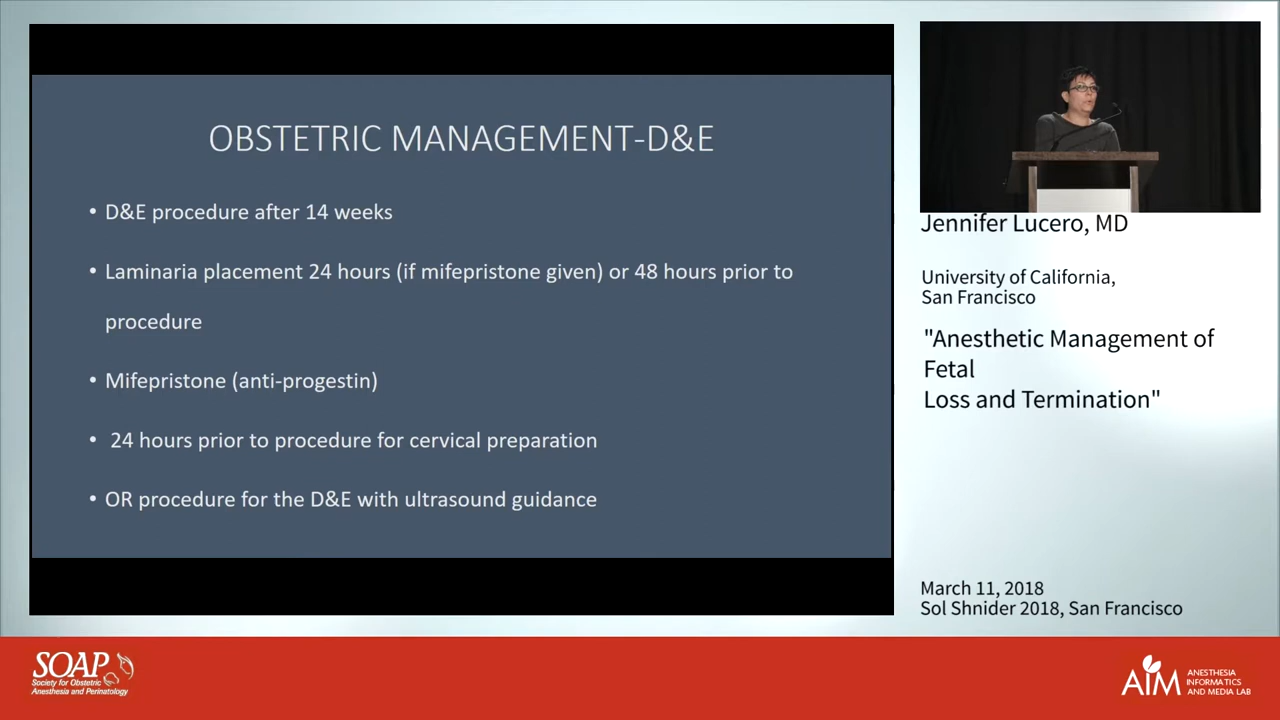 OBSTETRIC MANAGEMENT-D&E
• D&E procedure after 14 weeks
• Laminaria placement 24 hours (if mifepristone given) or 48 hours prior to
procedure
• Mifepristone (anti-progestin)
• 24 hours prior to procedure for cervical preparation
• OR procedure for the D&E with ultrasound guidance
Jennifer Lucero, MD
University of California,
San Francisco
"Anesthetic Management of
Fetal
Loss and Termination"
March 11, 2018
Sol Shnider 2018, San Francisco
SOAP
Society for Obstetric
Anesthesia and Perinatology
AIM
ANESTHESIA
INFORMATICS
AND MEDIA LAB